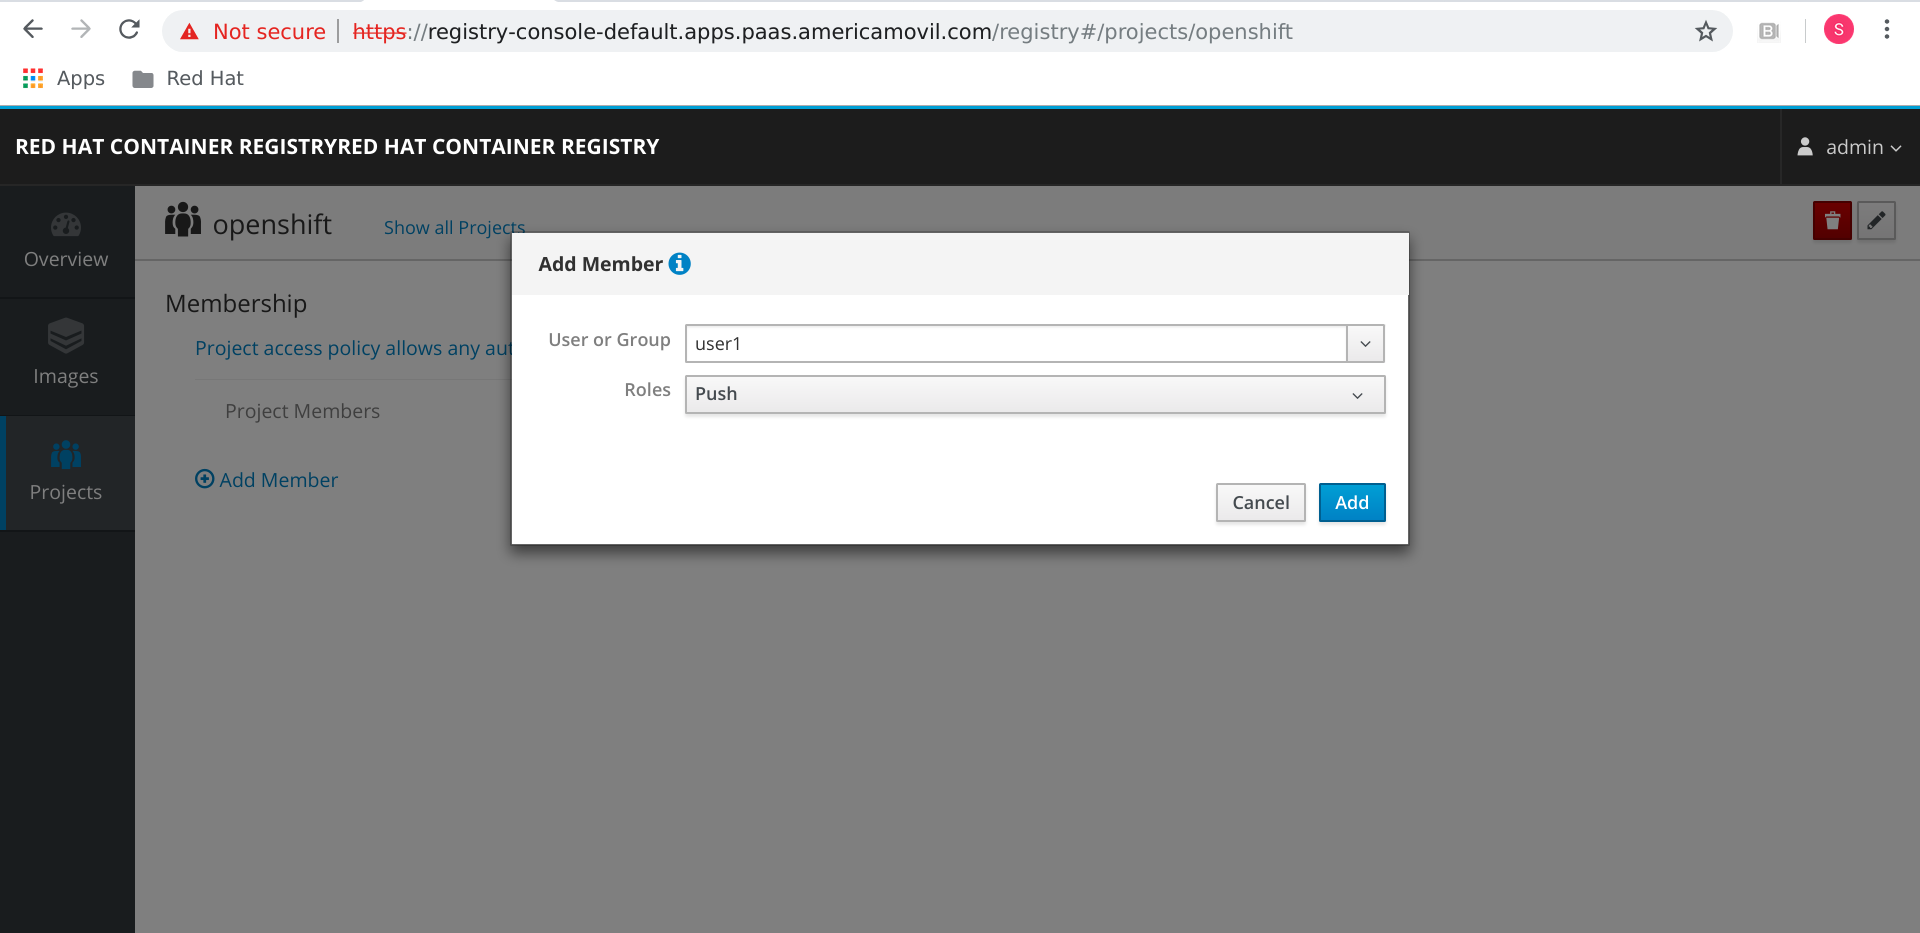 Not secure | https://registry-console-default.apps.paas.americamovil.com/registry#/projects/openshift
S
Apps
Red Hat
RED HAT CONTAINER REGISTRYRED HAT CONTAINER REGISTRY
admin
Overview
Images
Projects
openshift
Show all Projects
Membership
Project access policy allows any aut
Project Members
Add Member
Add Member
User or Group
user1
Roles
Push
Cancel
Add